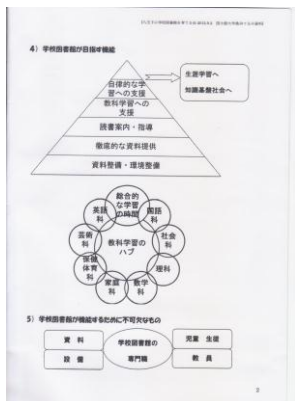 4）学校図書館が目指す機能
生涯学習へ
知識基盤社会へ
自律的な学
習への支援
教科学習への
支援
読書案内・指導
徹底的な資料提供
資料整備・環境整備
総合的
な学習
の時間
英語
科
国語
科
芸術
科
教科学習の
ハブ
社会
科
保健
体育
科
理科
家庭
科
数学
科
5）学校図書館が機能するために不可欠なもの
資　料
学校図書館の
専門職
児童　生徒
設　備
教　員